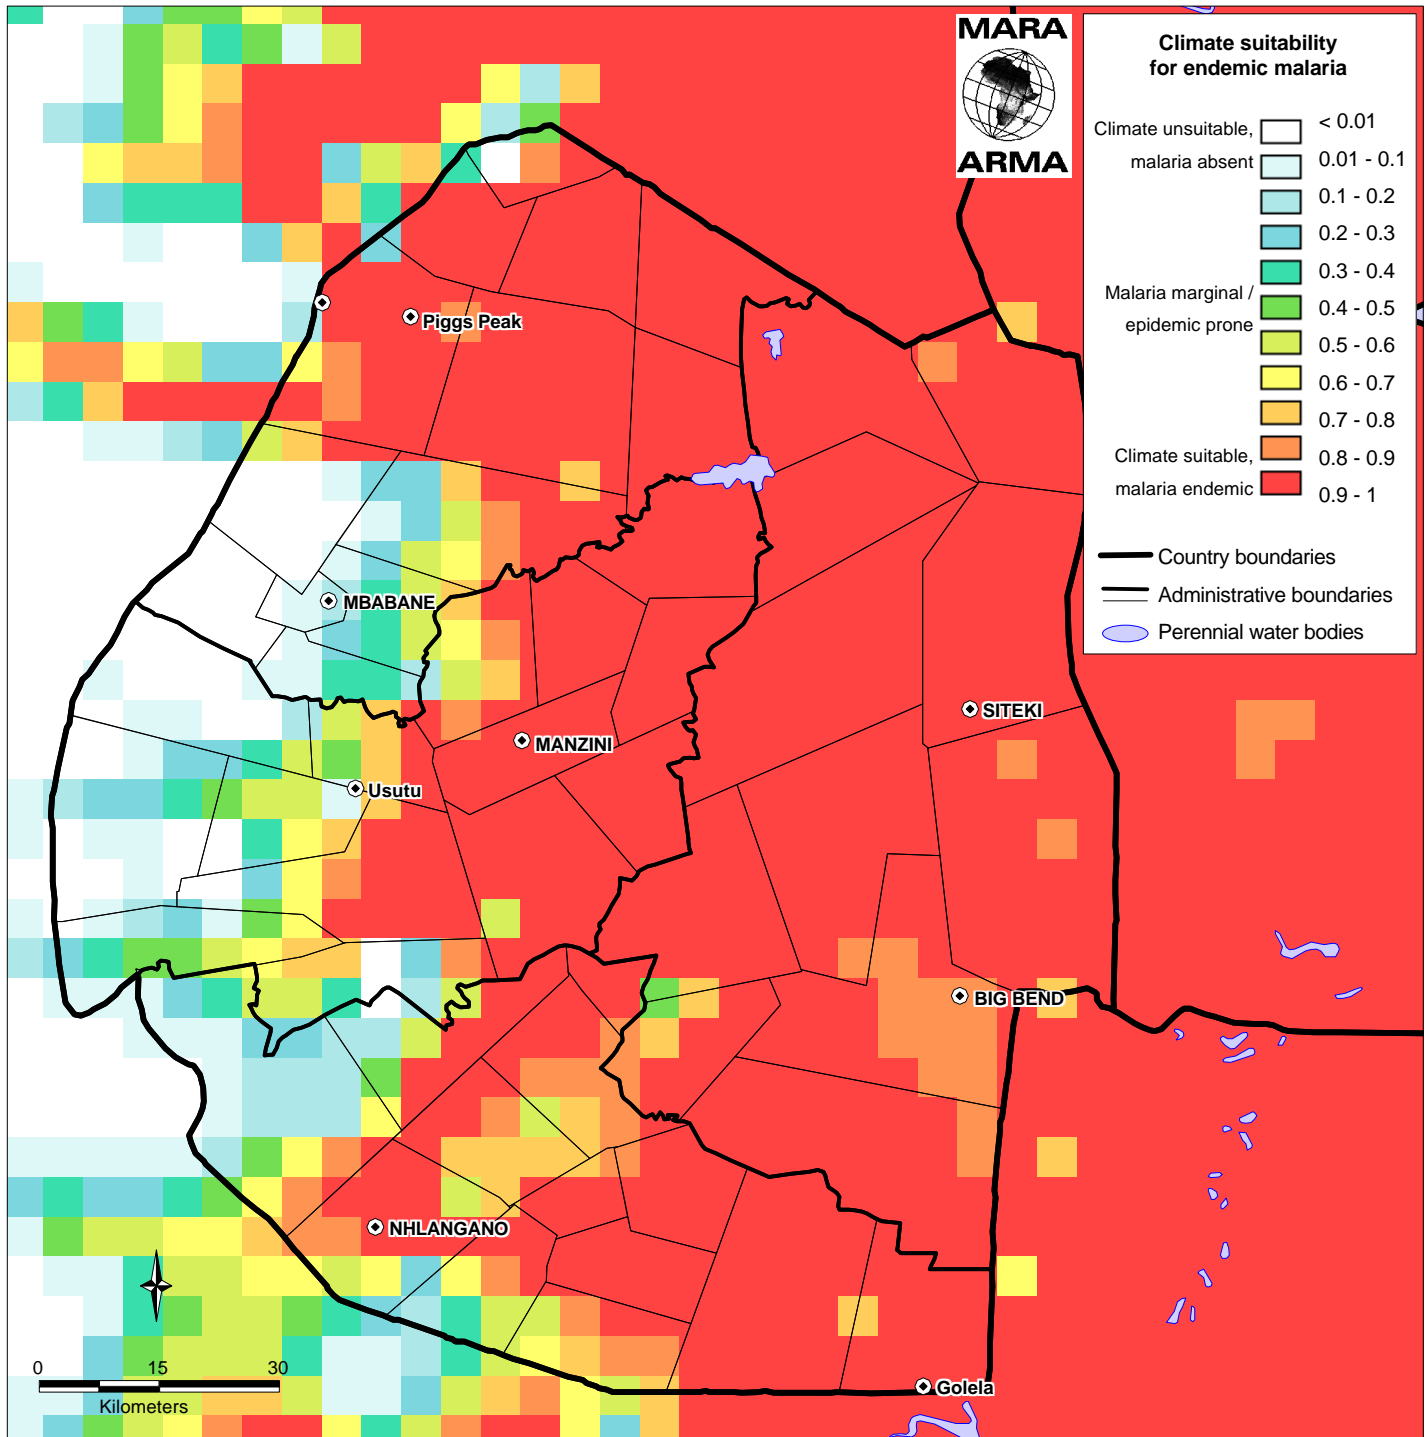 MARA
ARMA
Climate suitability
for endemic malaria
Climate unsuitable,
malaria absent
Malaria marginal /
epidemic prone
Climate suitable,
malaria endemic
< 0.01
0.01 - 0.1
0.1 - 0.2
0.2 - 0.3
0.3 - 0.4
0.4 - 0.5
0.5 - 0.6
0.6 - 0.7
0.7 - 0.8
0.8 - 0.9
0.9 - 1
Country boundaries
Administrative boundaries
Perennial water bodies
Piggs Peak
MBABANE
SITEKI
MANZINI
Usutu
BIG BEND
NHLANGANO
Golela
0 15 30
Kilometers